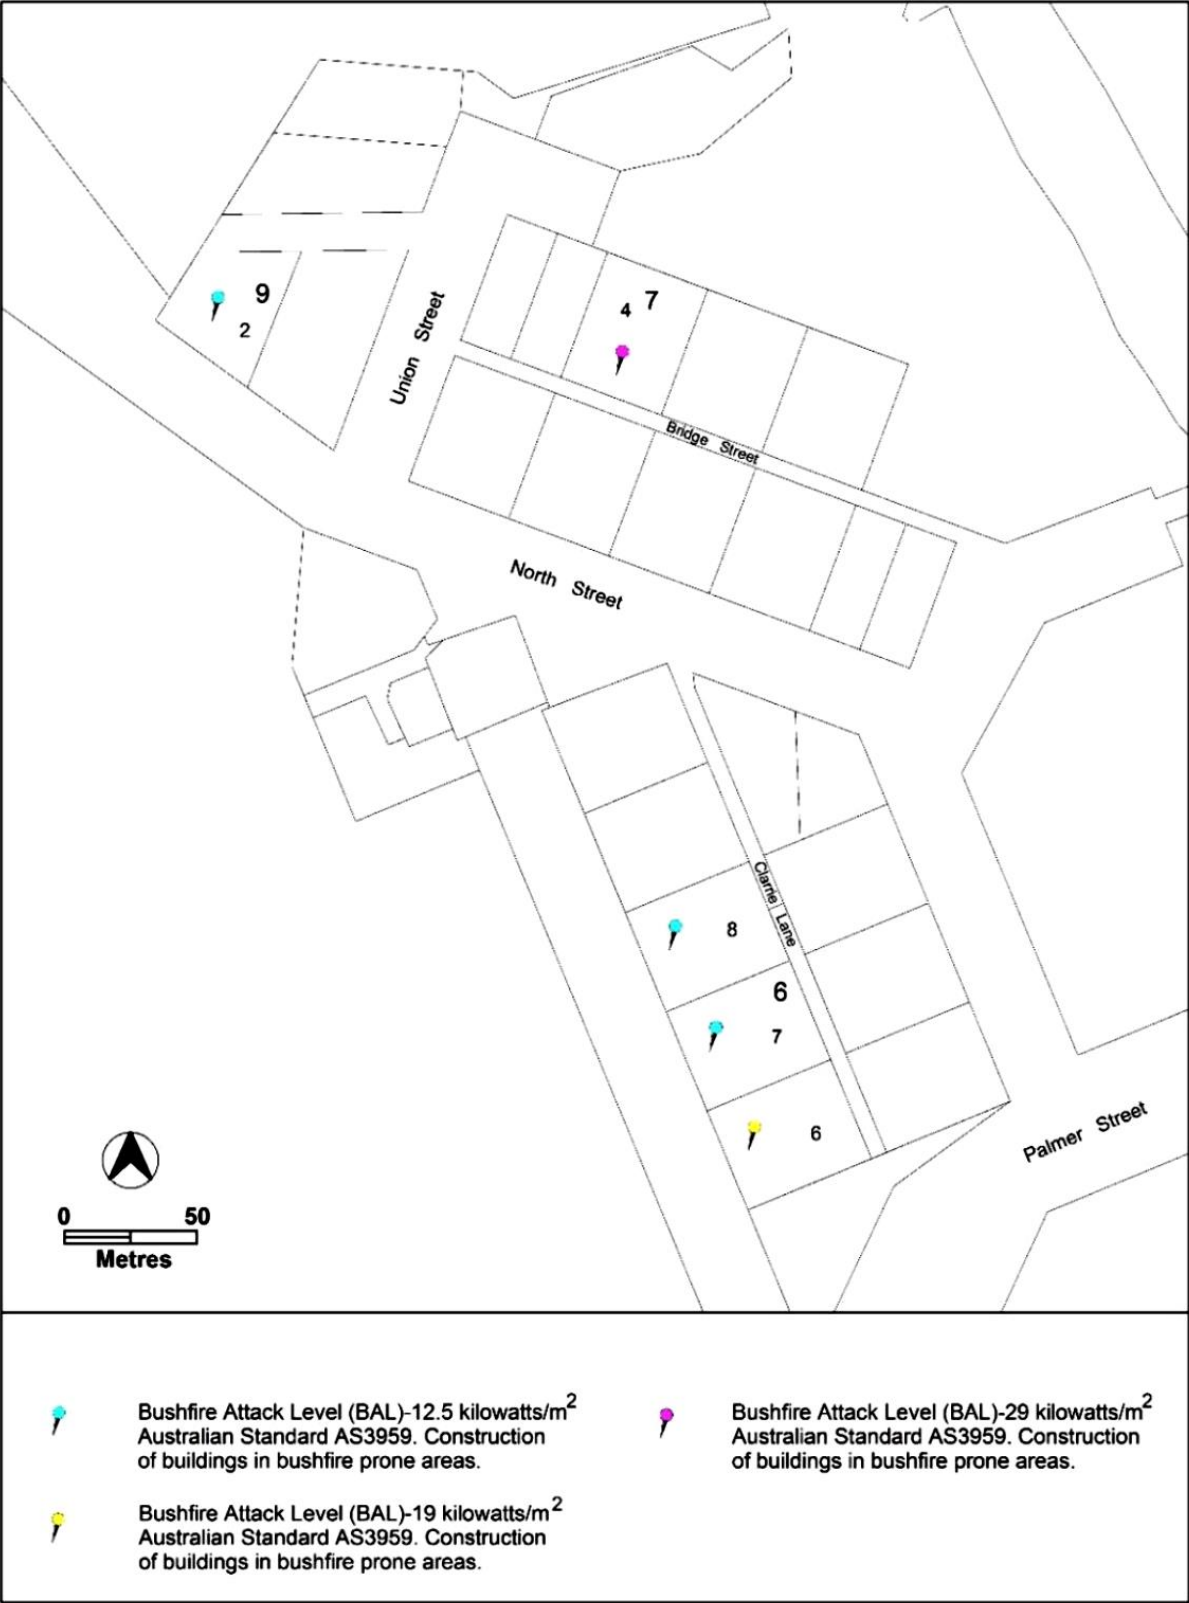 9
2
Union Street
4 7
Bridge Street
North Street
Clarrie Lane
8
6
7
6
Palmer Street
0 50
Metres
Bushfire Attack Level (BAL)-12.5 kilowatts/m²
Australian Standard AS3959. Construction
of buildings in bushfire prone areas.
Bushfire Attack Level (BAL)-19 kilowatts/m²
Australian Standard AS3959. Construction
of buildings in bushfire prone areas.
Bushfire Attack Level (BAL)-29 kilowatts/m²
Australian Standard AS3959. Construction
of buildings in bushfire prone areas.